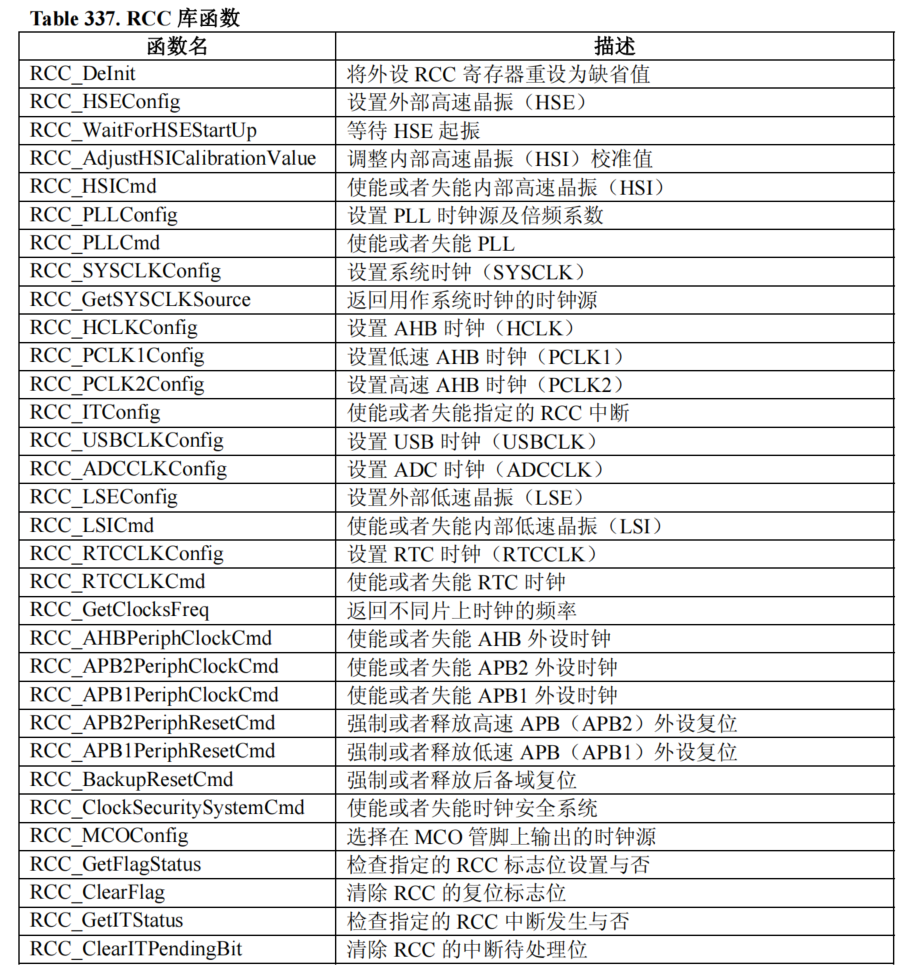 Table 337. RCC 库函数
函数名 描述
RCC_DeInit 将外设 RCC 寄存器重设为缺省值
RCC_HSEConfig 设置外部高速晶振（HSE）
RCC_WaitForHSEStartUp 等待 HSE 起振
RCC_AdjustHSICalibrationValue 调整内部高速晶振（HSI）校准值
RCC_HSICmd 使能或者失能内部高速晶振（HSI）
RCC_PLLConfig 设置 PLL 时钟源及倍频系数
RCC_PLLCmd 使能或者失能 PLL
RCC_SYSCLKConfig 设置系统时钟（SYSCLK）
RCC_GetSYSCLKSource 返回用作系统时钟的时钟源
RCC_HCLKConfig 设置 AHB 时钟（HCLK）
RCC_PCLK1Config 设置低速 AHB 时钟（PCLK1）
RCC_PCLK2Config 设置高速 AHB 时钟（PCLK2）
RCC_ITConfig 使能或者失能指定的 RCC 中断
RCC_USBCLKConfig 设置 USB 时钟（USBCLK）
RCC_ADCCLKConfig 设置 ADC 时钟（ADCCLK）
RCC_LSEConfig 设置外部低速晶振（LSE）
RCC_LSICmd 使能或者失能内部低速晶振（LSI）
RCC_RTCCLKConfig 设置 RTC 时钟（RTCCLK）
RCC_RTCCLKCmd 使能或者失能 RTC 时钟
RCC_GetClocksFreq 返回不同片上时钟的频率
RCC_AHBPeriphClockCmd 使能或者失能 AHB 外设时钟
RCC_APB2PeriphClockCmd 使能或者失能 APB2 外设时钟
RCC_APB1PeriphClockCmd 使能或者失能 APB1 外设时钟
RCC_APB2PeriphResetCmd 强制或者释放高速 APB（APB2）外设复位
RCC_APB1PeriphResetCmd 强制或者释放低速 APB（APB1）外设复位
RCC_BackupResetCmd 强制或者释放后备域复位
RCC_ClockSecuritySystemCmd 使能或者失能时钟安全系统
RCC_MCOConfig 选择在 MCO 管脚上输出的时钟源
RCC_GetFlagStatus 检查指定的 RCC 标志位设置与否
RCC_ClearFlag 清除 RCC 的复位标志位
RCC_GetITStatus 检查指定的 RCC 中断发生与否
RCC_ClearITPendingBit 清除 RCC 的中断待处理位